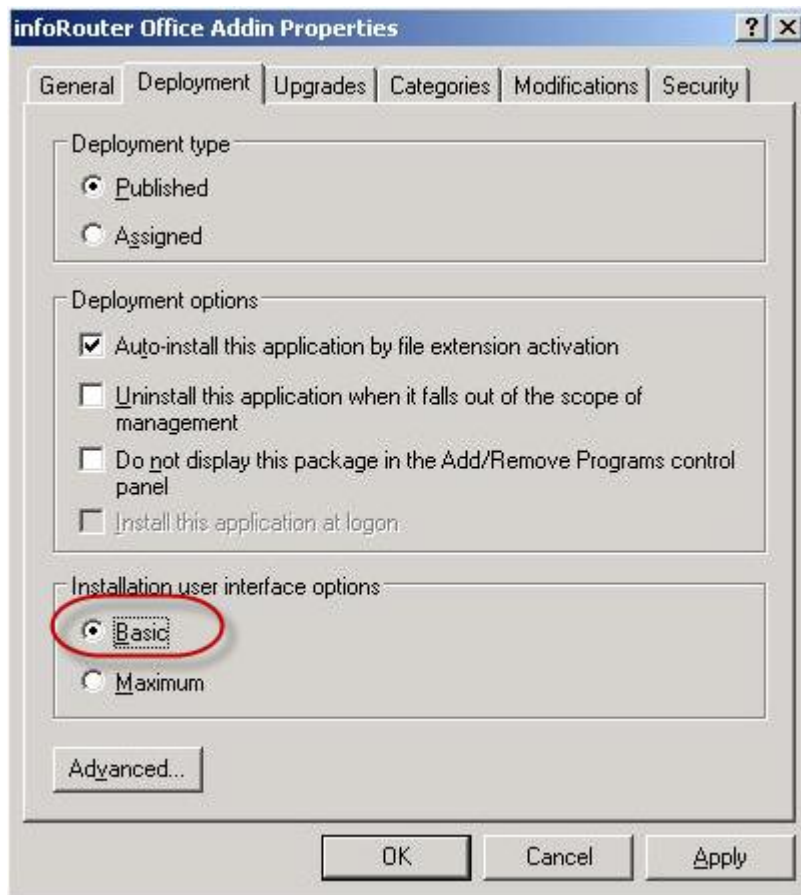 infoRouter Office Addin Properties
General Deployment Upgrades Categories Modifications Security
Deployment type
Published
Assigned
Deployment options
Auto-install this application by file extension activation
Uninstall this application when it falls out of the scope of
management
Do not display this package in the Add/Remove Programs control
panel
Install this application at logon
Installation user interface options
Basic
Maximum
Advanced...
OK Cancel Apply